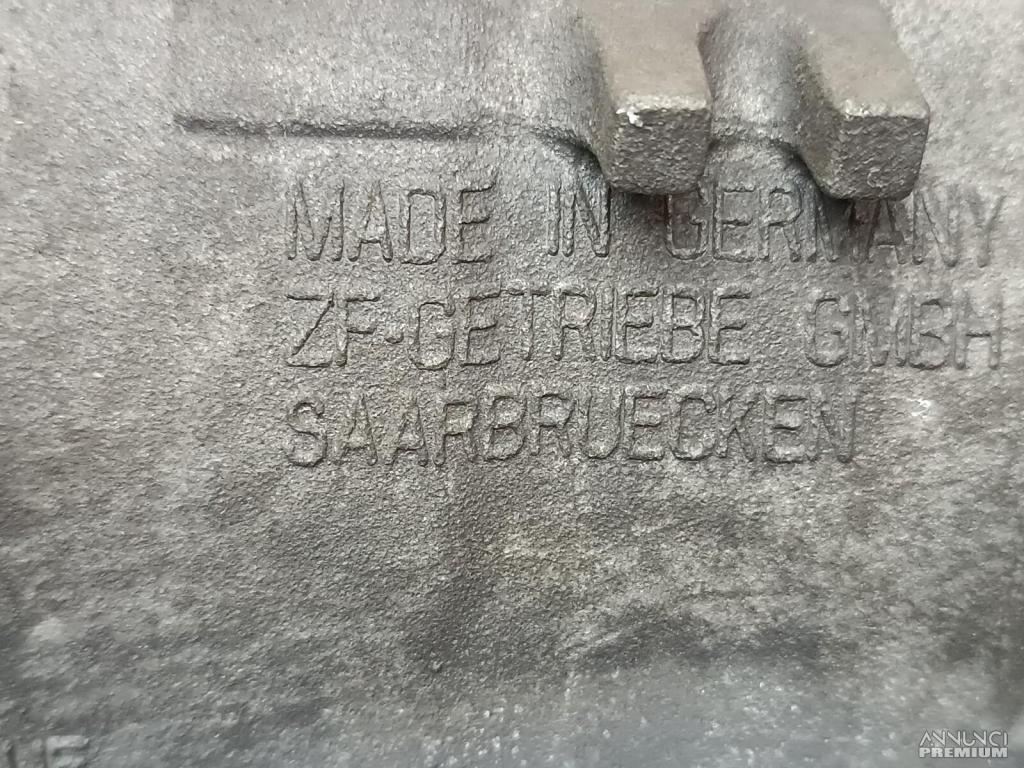 MADE IN GERMANY
ZF-GETRIEBE GMBH
SAARBRUECKEN
ANNUNCI
PREMIUM